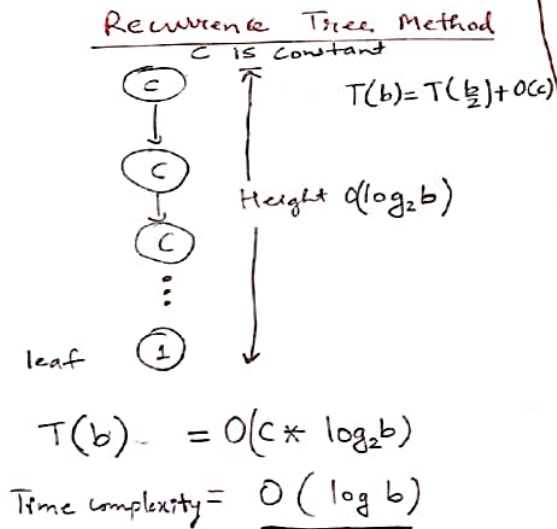 Recurrence Tree Method
C is constant
C
T(b)=T(b/2)+O(c)
C
Height O(log₂b)
C
leaf 1
T(b) = O(C* log₂b)
Time complexity = O(log b)